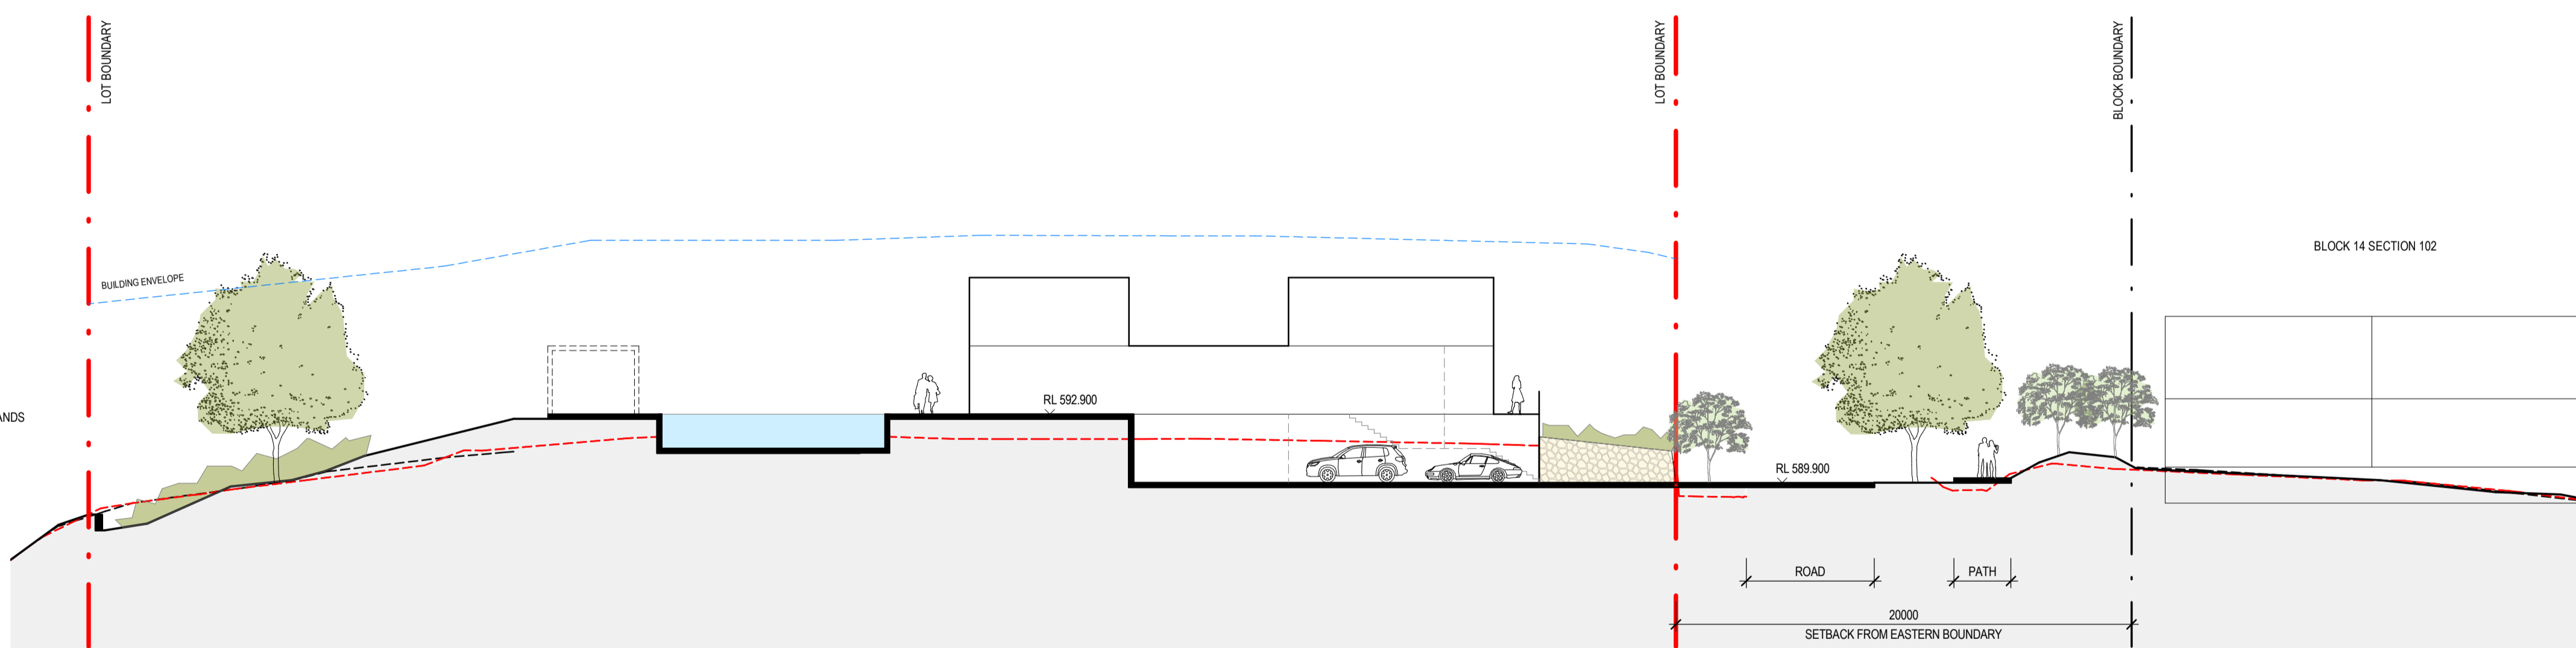 LOT BOUNDARY
LOT BOUNDARY
BLOCK BOUNDARY
BLOCK 14 SECTION 102
BUILDING ENVELOPE
RL 592.900
ANDS
RL 589.900
ROAD
PATH
20000
SETBACK FROM EASTERN BOUNDARY